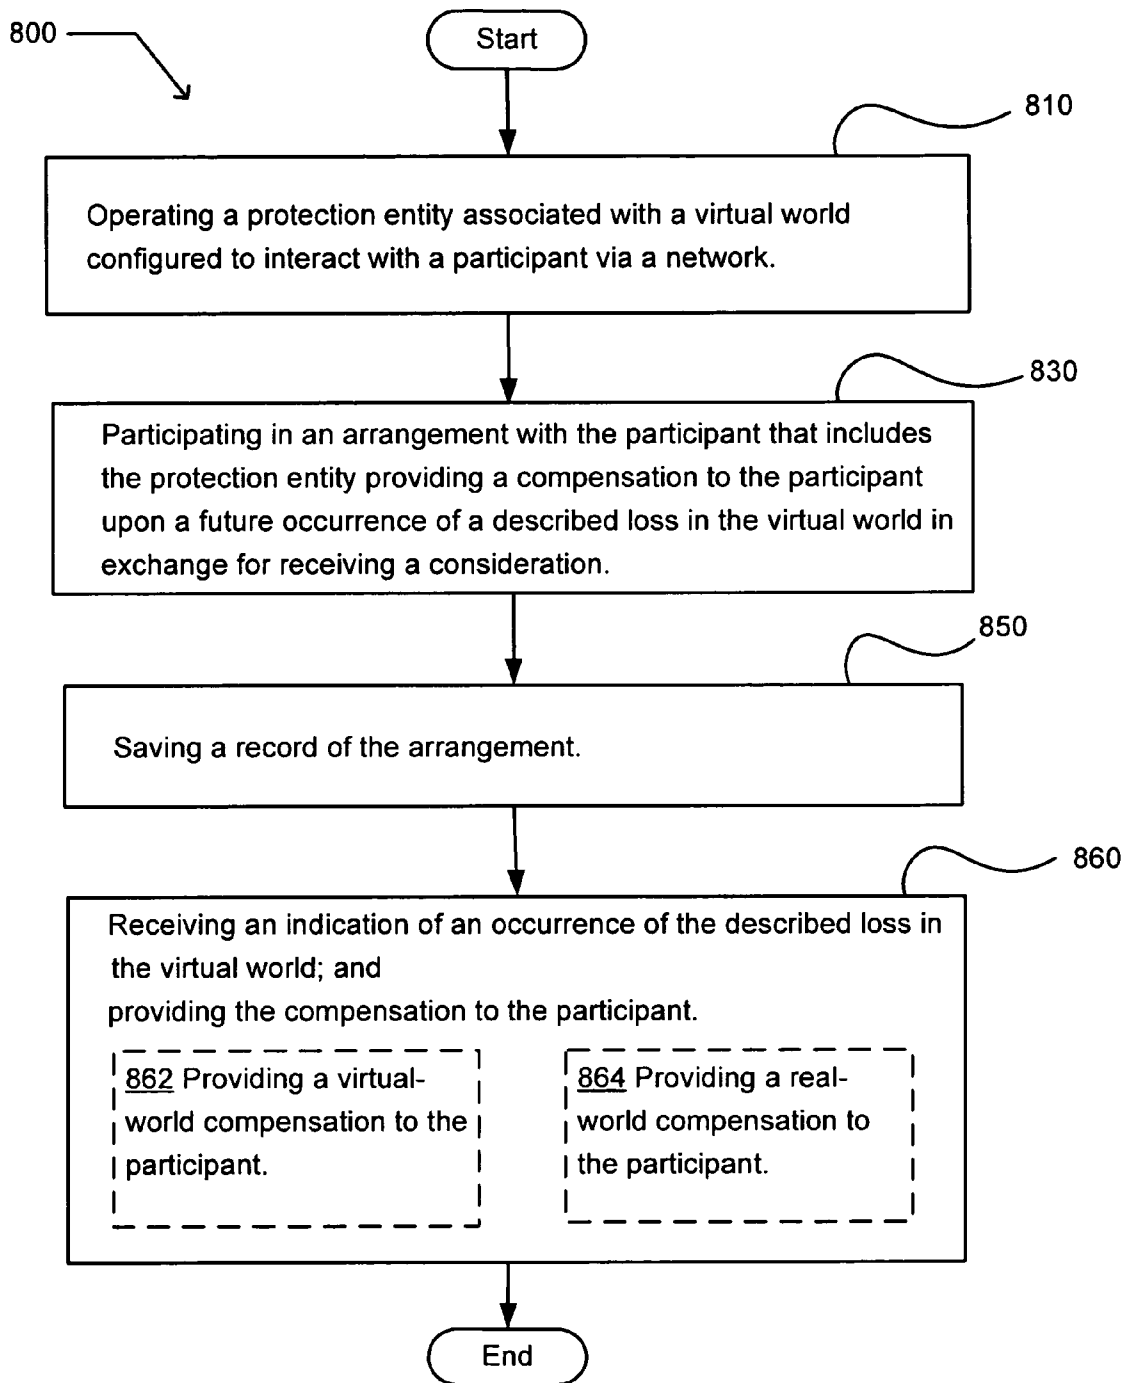 800
Start
810
Operating a protection entity associated with a virtual world
configured to interact with a participant via a network.
830
Participating in an arrangement with the participant that includes
the protection entity providing a compensation to the participant
upon a future occurrence of a described loss in the virtual world in
exchange for receiving a consideration.
850
Saving a record of the arrangement.
860
Receiving an indication of an occurrence of the described loss in
the virtual world; and
providing the compensation to the participant.
862 Providing a virtual-
world compensation to the
participant.
864 Providing a real-
world compensation to
the participant.
End